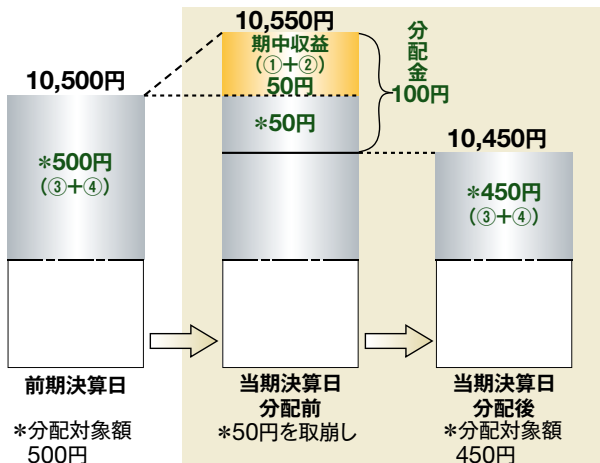 10,500円
*500円
(③+④)
前期決算日
*分配対象額
500円
10,550円
期中収益
(①+②)
50円
*50円
分配金
100円
当期決算日
分配前
*50円を取崩し
10,450円
*450円
(③+④)
当期決算日
分配後
*分配対象額
450円